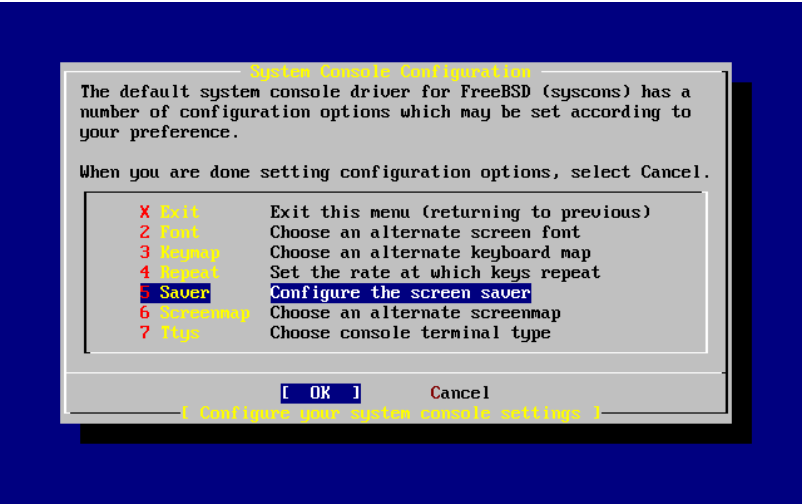 System Console Configuration
The default system console driver for FreeBSD (syscons) has a
number of configuration options which may be set according to
your preference.
When you are done setting configuration options, select Cancel.
X Exit Exit this menu (returning to previous)
2 Font Choose an alternate screen font
3 Keymap Choose an alternate keyboard map
4 Repeat Set the rate at which keys repeat
5 Saver Configure the screen saver
6 Screenmap Choose an alternate screenmap
7 Ttys Choose console terminal type
[ OK ] Cancel
[ Configure your system console settings ]